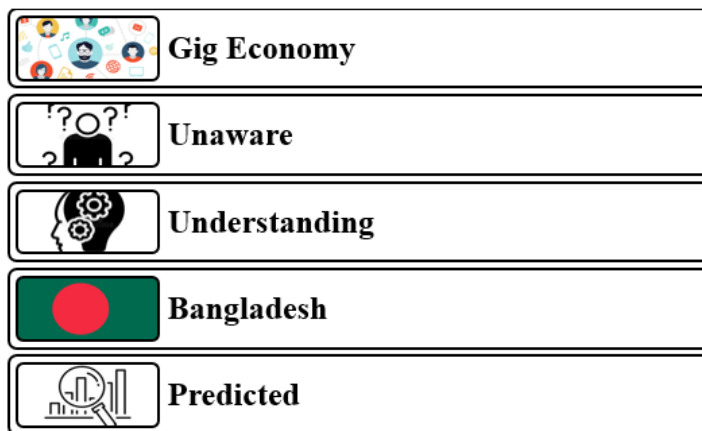 Gig Economy
Unaware
Understanding
Bangladesh
Predicted